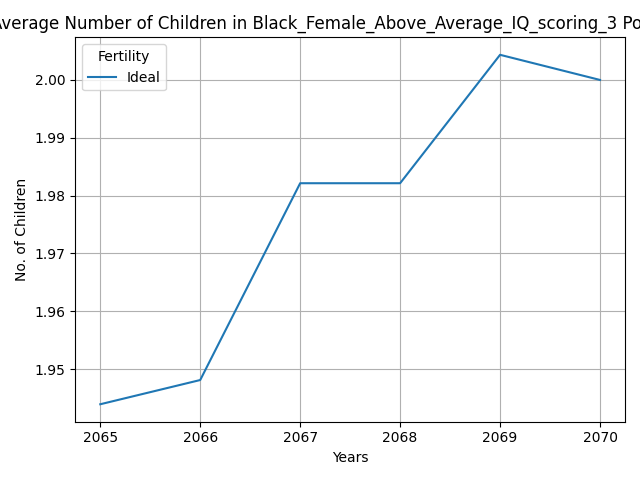 Average Number of Children in Black_Female_Above_Average_IQ_scoring_3 Po
Fertility
Ideal
2.00
1.99
1.98
1.97
1.96
1.95
No. of Children
2065 2066 2067 2068 2069 2070
Years